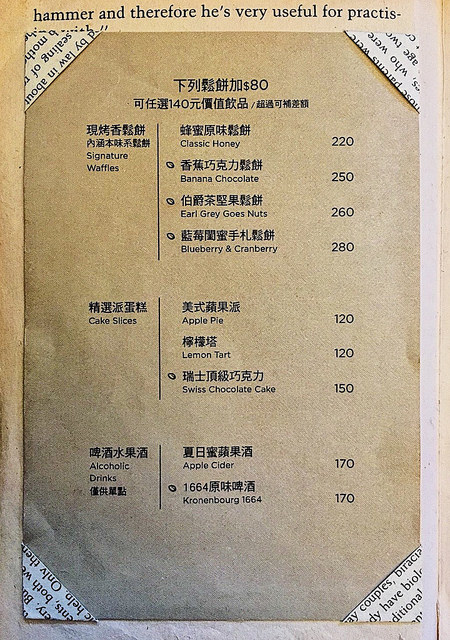 hammer and therefore he's very useful for practis-
下列鬆餅加$80
可任選140元價值飲品 / 超過可補差額
現烤香鬆餅
內涵本味系鬆餅
Signature
Waffles
蜂蜜原味鬆餅
Classic Honey 220
香蕉巧克力鬆餅
Banana Chocolate 250
伯爵茶堅果鬆餅
Earl Grey Goes Nuts 260
藍莓閨蜜手札鬆餅
Blueberry & Cranberry 280
精選派蛋糕
Cake Slices
美式蘋果派
Apple Pie 120
檸檬塔
Lemon Tart 120
瑞士頂級巧克力
Swiss Chocolate Cake 150
啤酒水果酒
Alcoholic
Drinks
僅供單點
夏日蜜蘋果酒
Apple Cider 170
1664原味啤酒
Kronenbourg 1664 170